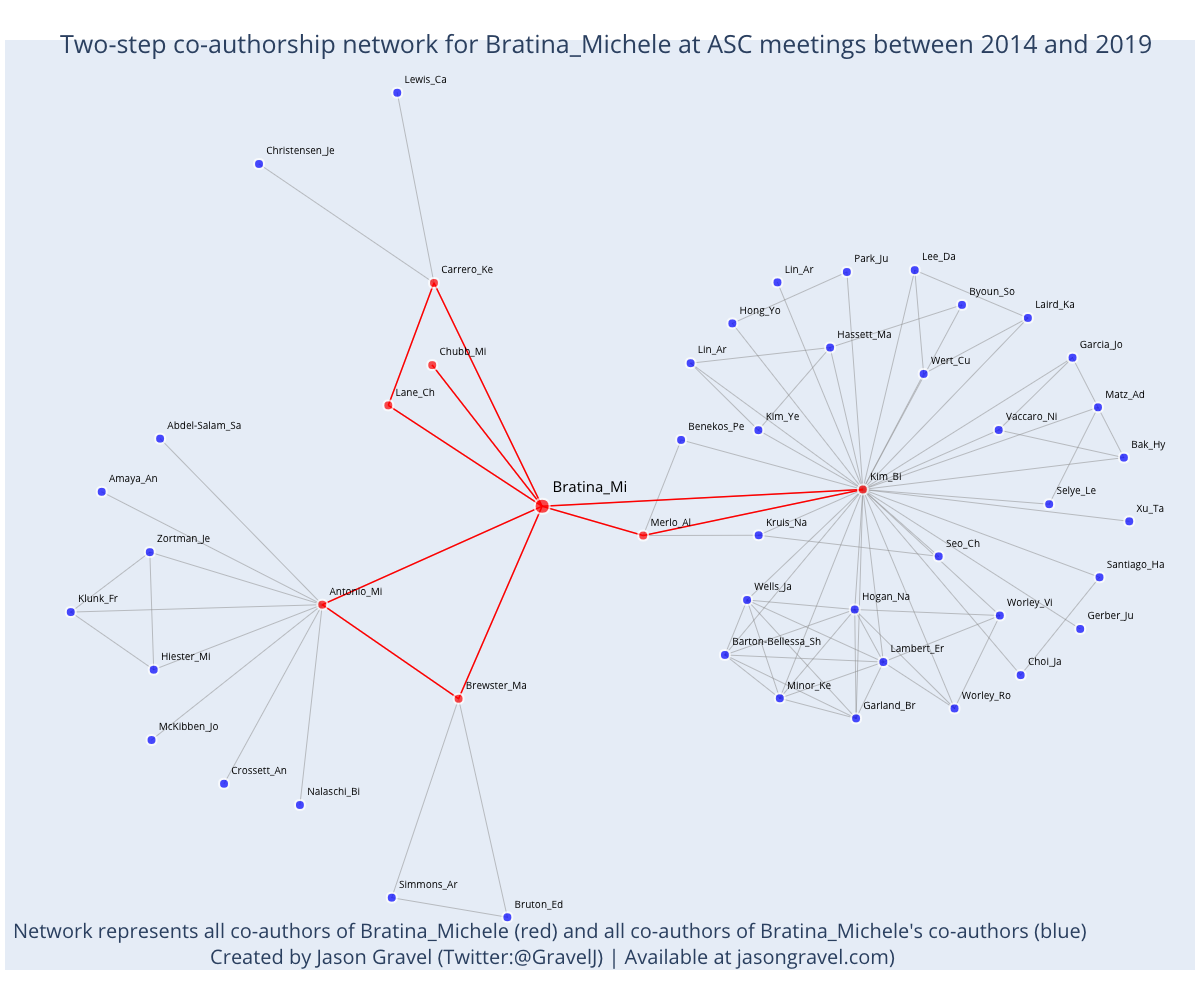 Two-step co-authorship network for Bratina_Michele at ASC meetings between 2014 and 2019
Lewis_Ca
Christensen_Je
Carrero_Ke
Chubb_Mi
Lane_Ch
Abdel-Salam_Sa
Amaya_An
Zortman_Je
Klunk_Fr
Antonio_Mi
Hiester_Mi
McKibben_Jo
Crossett_An
Nalaschi_Bi
Brewster_Ma
Simmons_Ar
Bruton_Ed
Bratina_Mi
Merlo_Al
Benekos_Pe
Lin_Ar
Park_Ju
Lee_Da
Byoun_So
Laird_Ka
Hong_Yo
Hassett_Ma
Lin_Ar
Wert_Cu
Garcia_Jo
Matz_Ad
Kim_Ye
Vaccaro_Ni
Bak_Hy
Kim_Bi
Selye_Le
Xu_Ta
Kruis_Na
Seo_Ch
Santiago_Ha
Wells_Ja
Hogan_Na
Worley_Vi
Gerber_Ju
Barton-Bellessa_Sh
Lambert_Er
Choi_Ja
Minor_Ke
Garland_Br
Worley_Ro
Network represents all co-authors of Bratina_Michele (red) and all co-authors of Bratina_Michele's co-authors (blue)
Created by Jason Gravel (Twitter:@GravelJ) | Available at jasongravel.com)